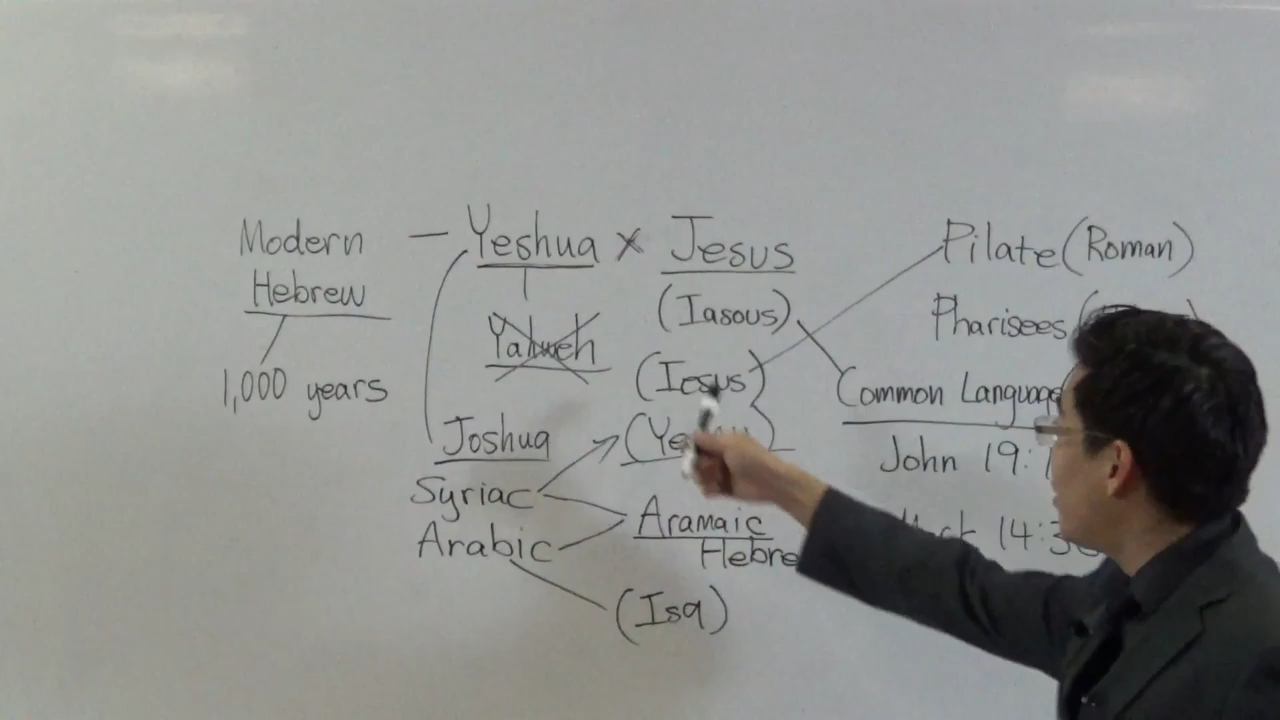 Modern — Yeshua x Jesus
Hebrew
1,000 years
Yahweh
(Iasous)
(Iesus)
Joshua
Syriac
Arabic
Aramaic
(Isa)
Pilate (Roman)
Pharisees
Common Language
John 19:
14: